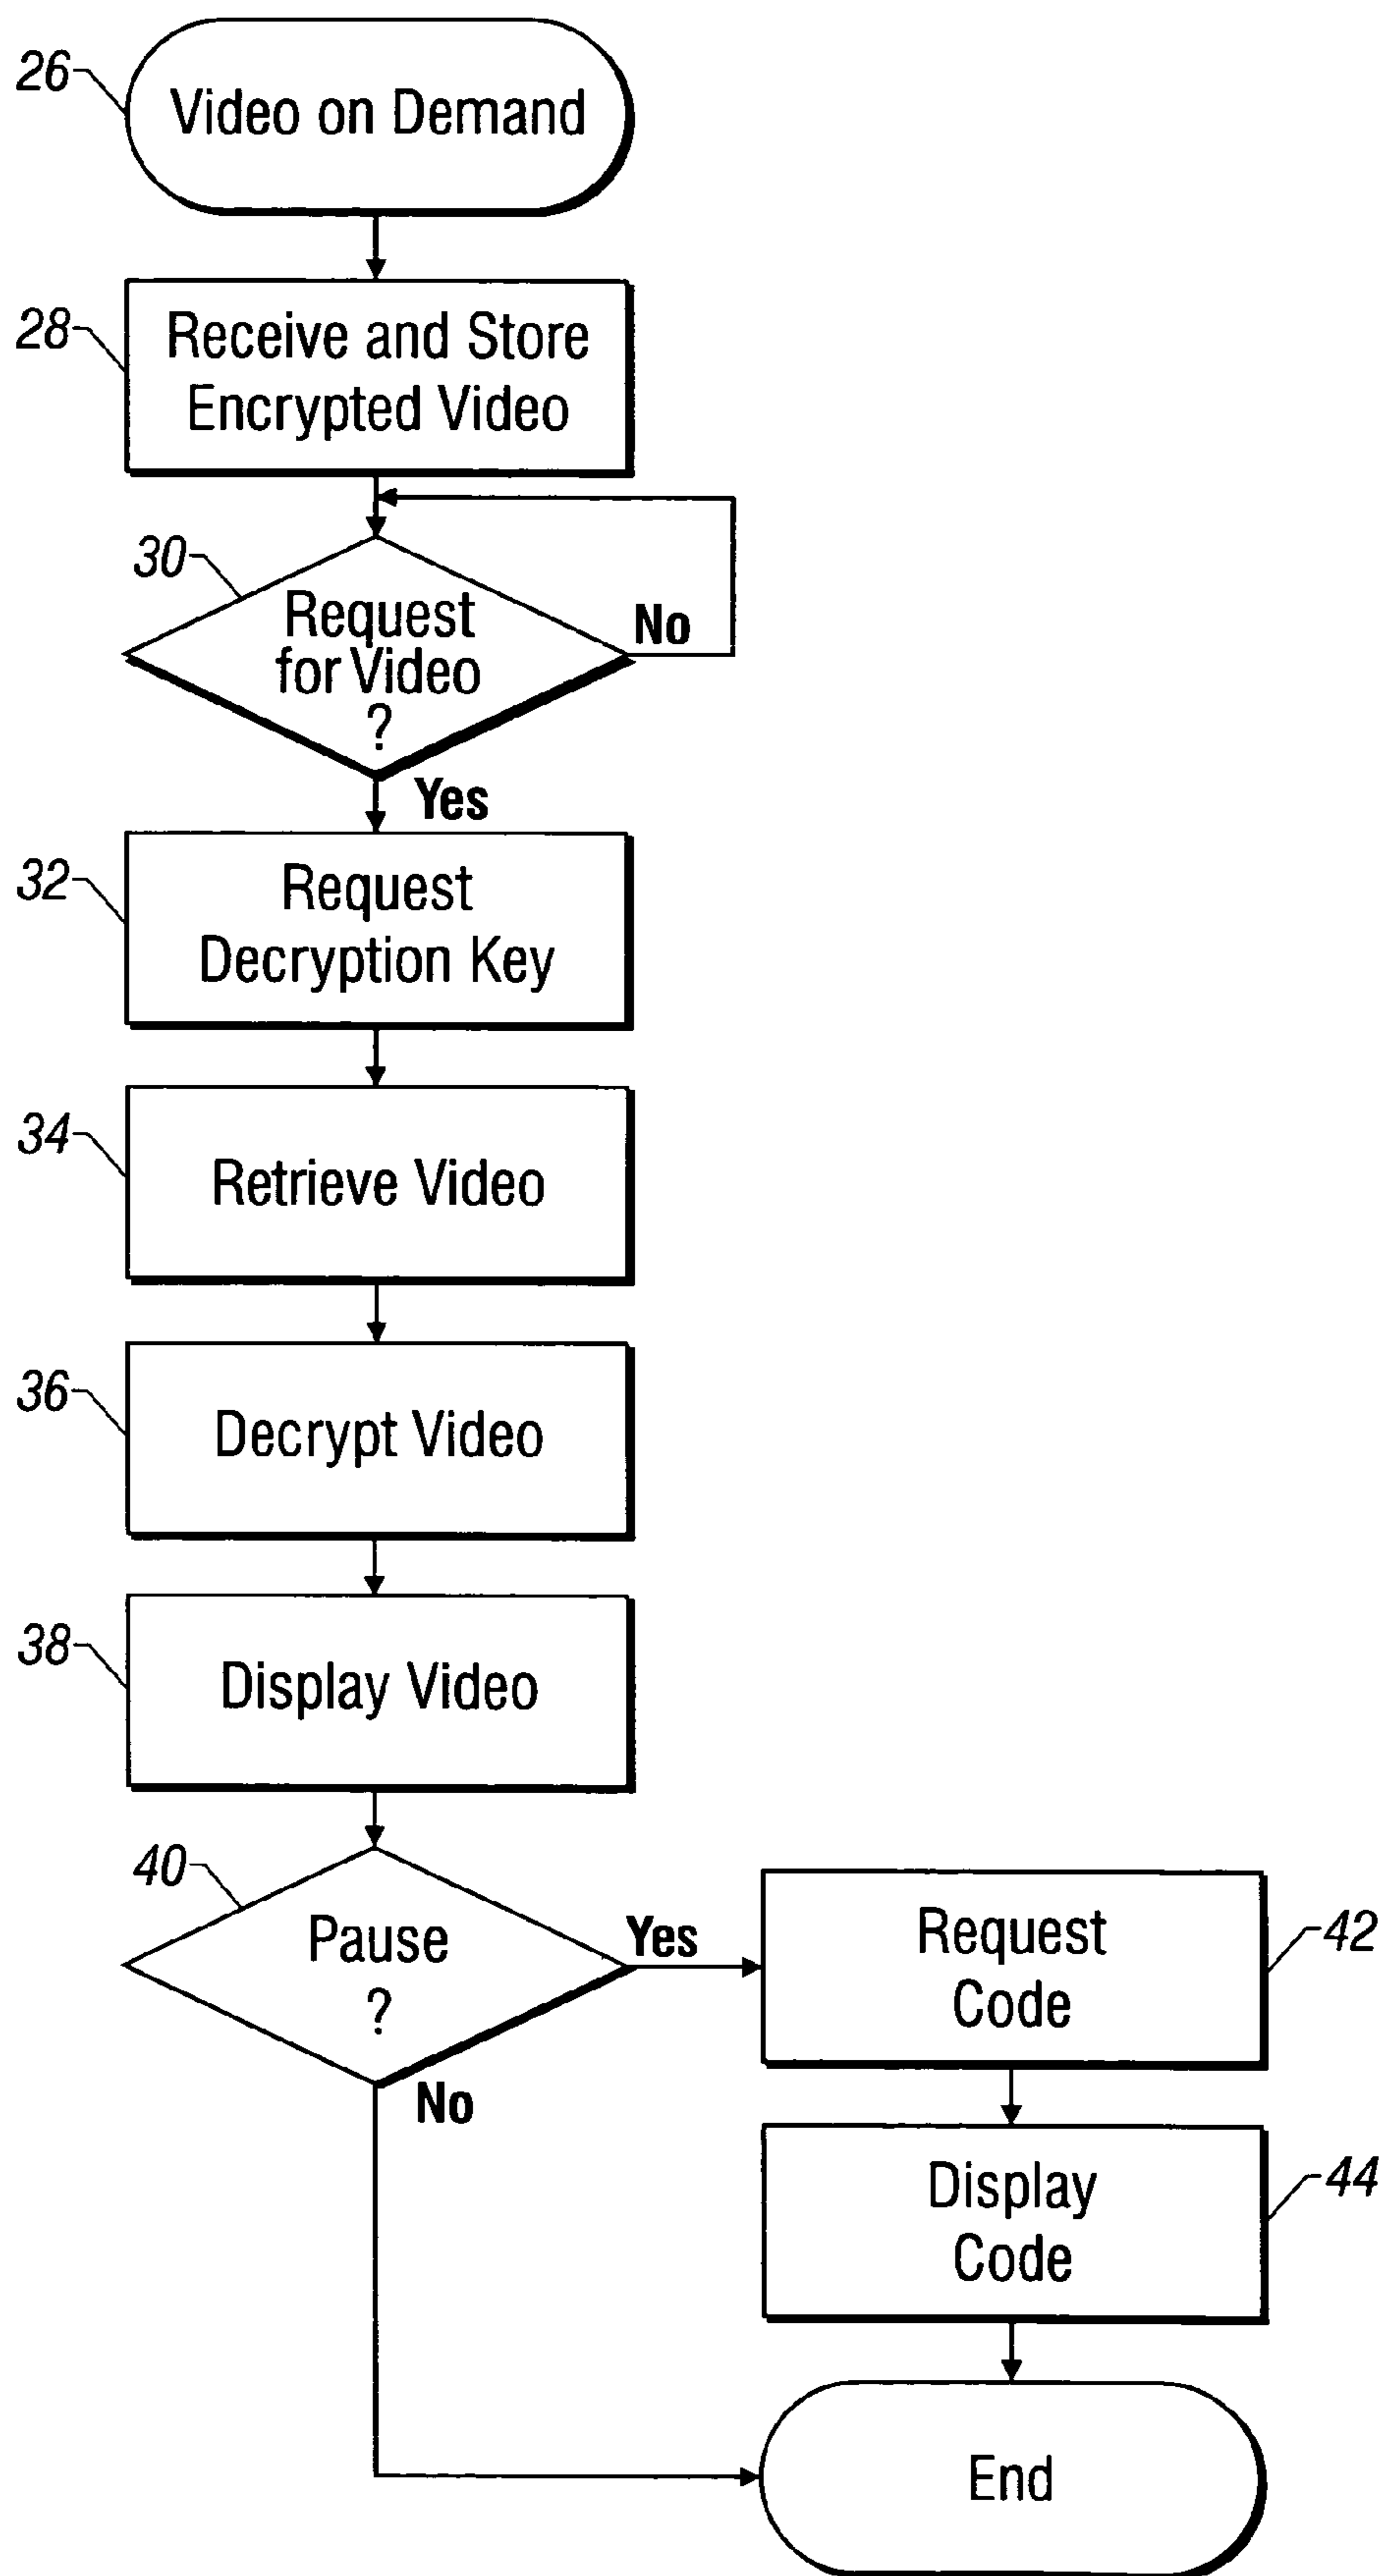 26
Video on Demand
28
Receive and Store
Encrypted Video
30
Request
for Video
?
No
Yes
32
Request
Decryption Key
34
Retrieve Video
36
Decrypt Video
38
Display Video
40
Pause
?
Yes
No
Request
Code
42
Display
Code
44
End